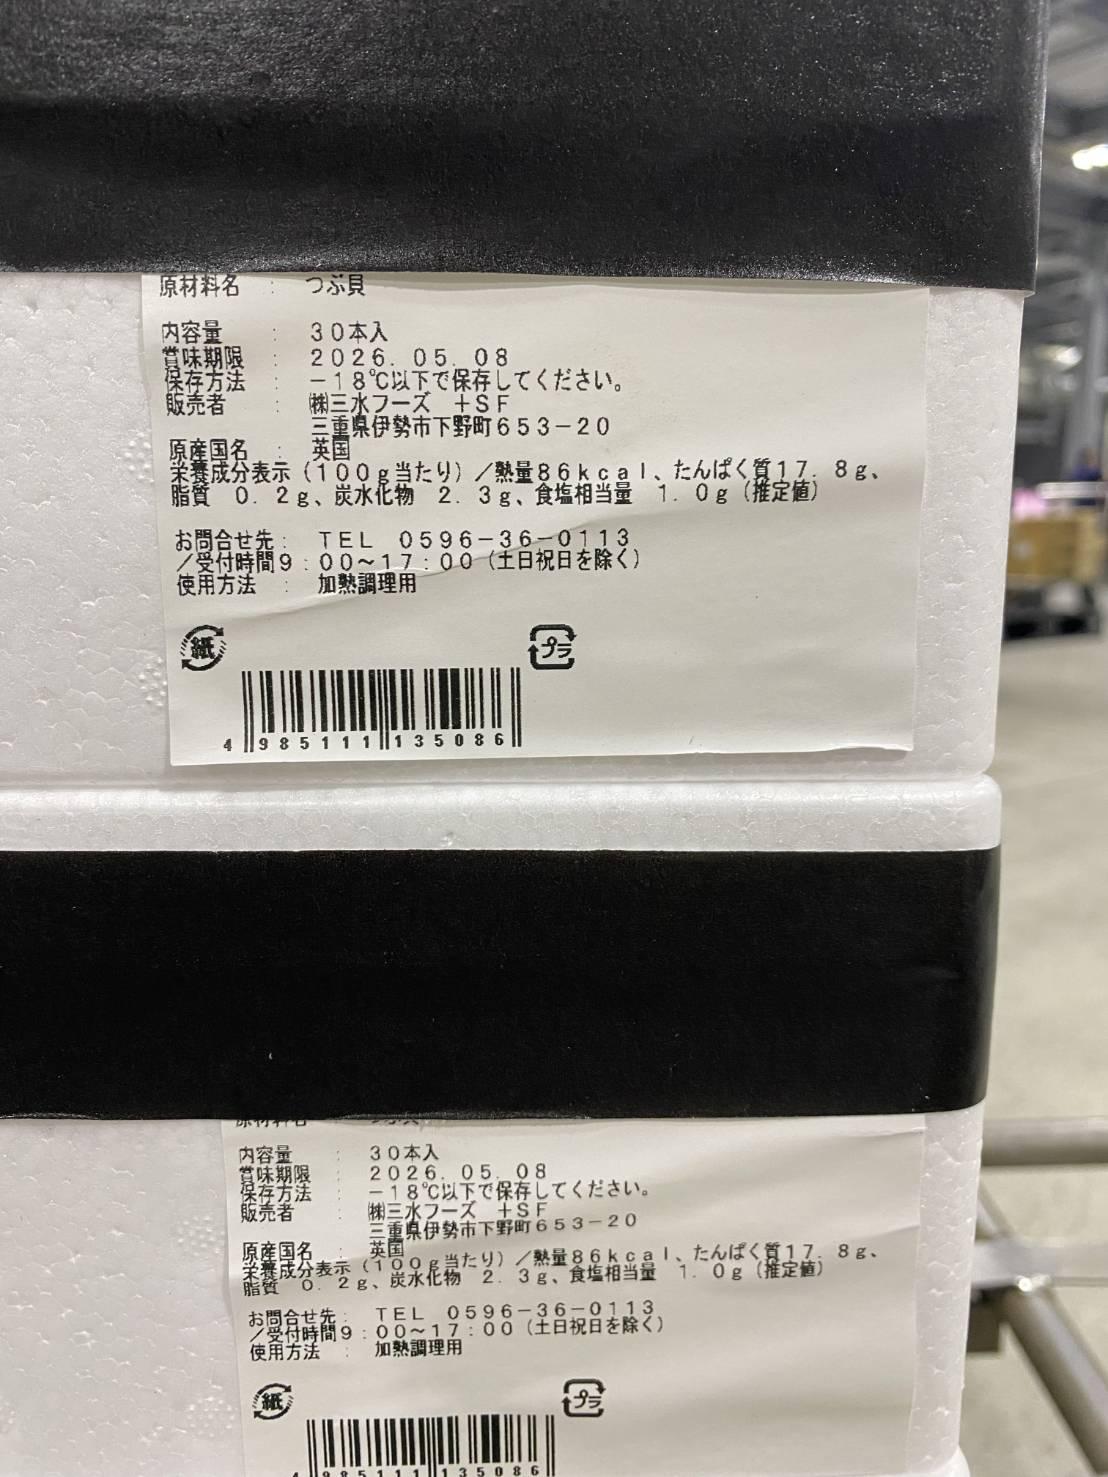 原材料名 : つぶ貝
内容量 : 30本入
賞味期限 : 2026.05.08
保存方法 : -18℃以下で保存してください。
販売者 : ㈱三水フーズ +SF
三重県伊勢市下野町653-20
原産国名 : 英国
栄養成分表示(100g当たり)/熱量86kcal、たんぱく質17.8g、
脂質 0.2g、炭水化物 2.3g、食塩相当量 1.0g(推定値)
お問合せ先: TEL 0596-36-0113
/受付時間9:00~17:00(土日祝日を除く)
使用方法 : 加熱調理用
紙
プラ
4 985111 135086
原材料名 : つぶ貝
内容量 : 30本入
賞味期限 : 2026.05.08
保存方法 : -18℃以下で保存してください。
販売者 : ㈱三水フーズ +SF
三重県伊勢市下野町653-20
原産国名 : 英国
栄養成分表示(100g当たり)/熱量86kcal、たんぱく質17.8g、
脂質 0.2g、炭水化物 2.3g、食塩相当量 1.0g(推定値)
お問合せ先: TEL 0596-36-0113
/受付時間9:00~17:00(土日祝日を除く)
使用方法 : 加熱調理用
紙
プラ
4 985111 135086